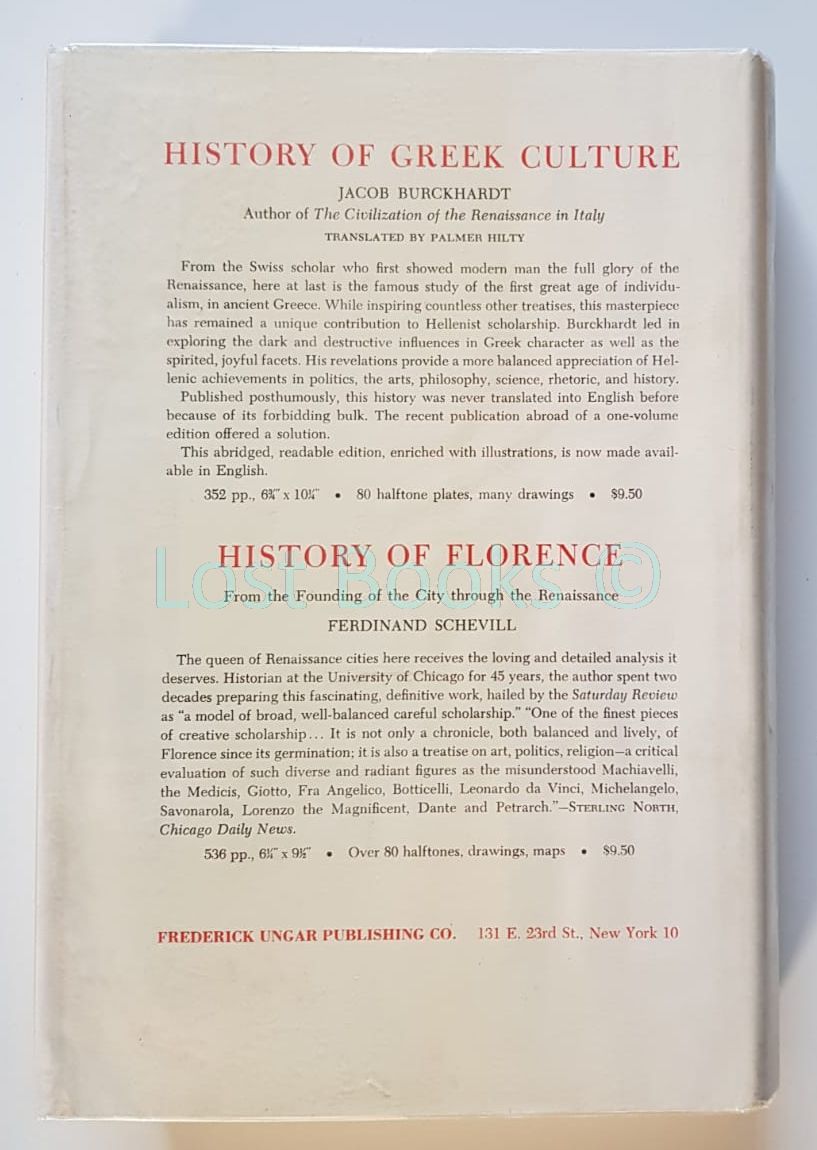 HISTORY OF GREEK CULTURE
JACOB BURCKHARDT
Author of The Civilization of the Renaissance in Italy
TRANSLATED BY PALMER HILTY
From the Swiss scholar who first showed modern man the full glory of the
Renaissance, here at last is the famous study of the first great age of individu-
alism, in ancient Greece. While inspiring countless other treatises, this masterpiece
has remained a unique contribution to Hellenist scholarship. Burckhardt led in
exploring the dark and destructive influences in Greek character as well as the
spirited, joyful facets. His revelations provide a more balanced appreciation of Hel-
lenic achievements in politics, the arts, philosophy, science, rhetoric, and history.
Published posthumously, this history was never translated into English before
because of its forbidding bulk. The recent publication abroad of a one-volume
edition offered a solution.
This abridged, readable edition, enriched with illustrations, is now made avail-
able in English.
352 pp., 6¾″ x 10¼″ • 80 halftone plates, many drawings • $9.50
HISTORY OF FLORENCE
Lost Books ©
From the Founding of the City through the Renaissance
FERDINAND SCHEVILL
The queen of Renaissance cities here receives the loving and detailed analysis it
deserves. Historian at the University of Chicago for 45 years, the author spent two
decades preparing this fascinating, definitive work, hailed by the Saturday Review
as “a model of broad, well-balanced careful scholarship.” “One of the finest pieces
of creative scholarship... It is not only a chronicle, both balanced and lively, of
Florence since its germination; it is also a treatise on art, politics, religion—a critical
evaluation of such diverse and radiant figures as the misunderstood Machiavelli,
the Medicis, Giotto, Fra Angelico, Botticelli, Leonardo da Vinci, Michelangelo,
Savonarola, Lorenzo the Magnificent, Dante and Petrarch.”—STERLING NORTH,
Chicago Daily News.
536 pp., 6¼″ x 9½″ • Over 80 halftones, drawings, maps • $9.50
FREDERICK UNGAR PUBLISHING CO. 131 E. 23rd St., New York 10